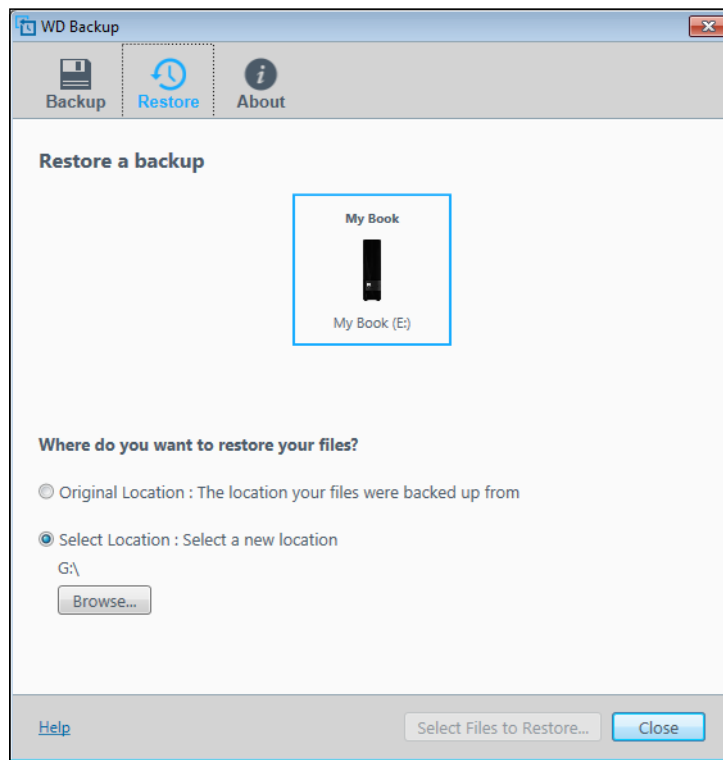 WD Backup
Backup Restore About
Restore a backup
My Book
My Book (E:)
Where do you want to restore your files?
Original Location : The location your files were backed up from
Select Location : Select a new location
G:\
Browse...
Help Select Files to Restore... Close